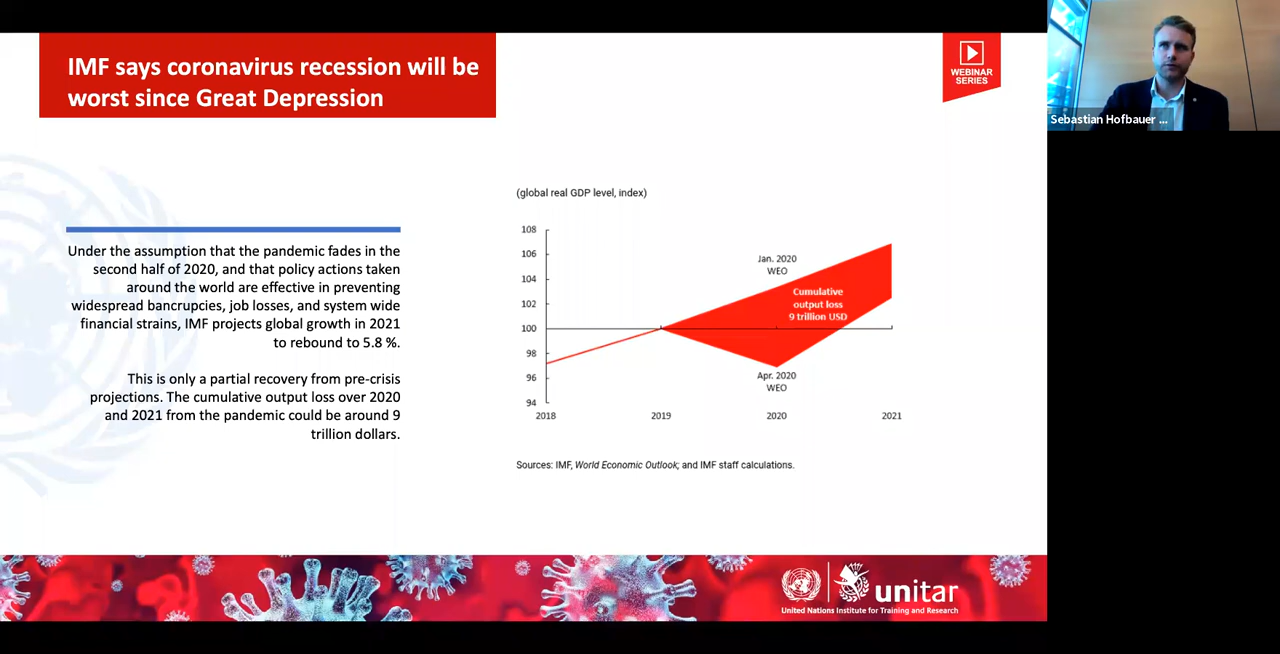 IMF says coronavirus recession will be
worst since Great Depression
WEBINAR
SERIES
Sebastian Hofbauer ...
Under the assumption that the pandemic fades in the
second half of 2020, and that policy actions taken
around the world are effective in preventing
widespread bancrupcies, job losses, and system wide
financial strains, IMF projects global growth in 2021
to rebound to 5.8 %.
This is only a partial recovery from pre-crisis
projections. The cumulative output loss over 2020
and 2021 from the pandemic could be around 9
trillion dollars.
(global real GDP level, index)
108
106
104
102
100
98
96
94
Jan. 2020
WEO
Cumulative
output loss
9 trillion USD
Apr. 2020
WEO
2018 2019 2020 2021
Sources: IMF, World Economic Outlook; and IMF staff calculations.
unitar
United Nations Institute for Training and Research